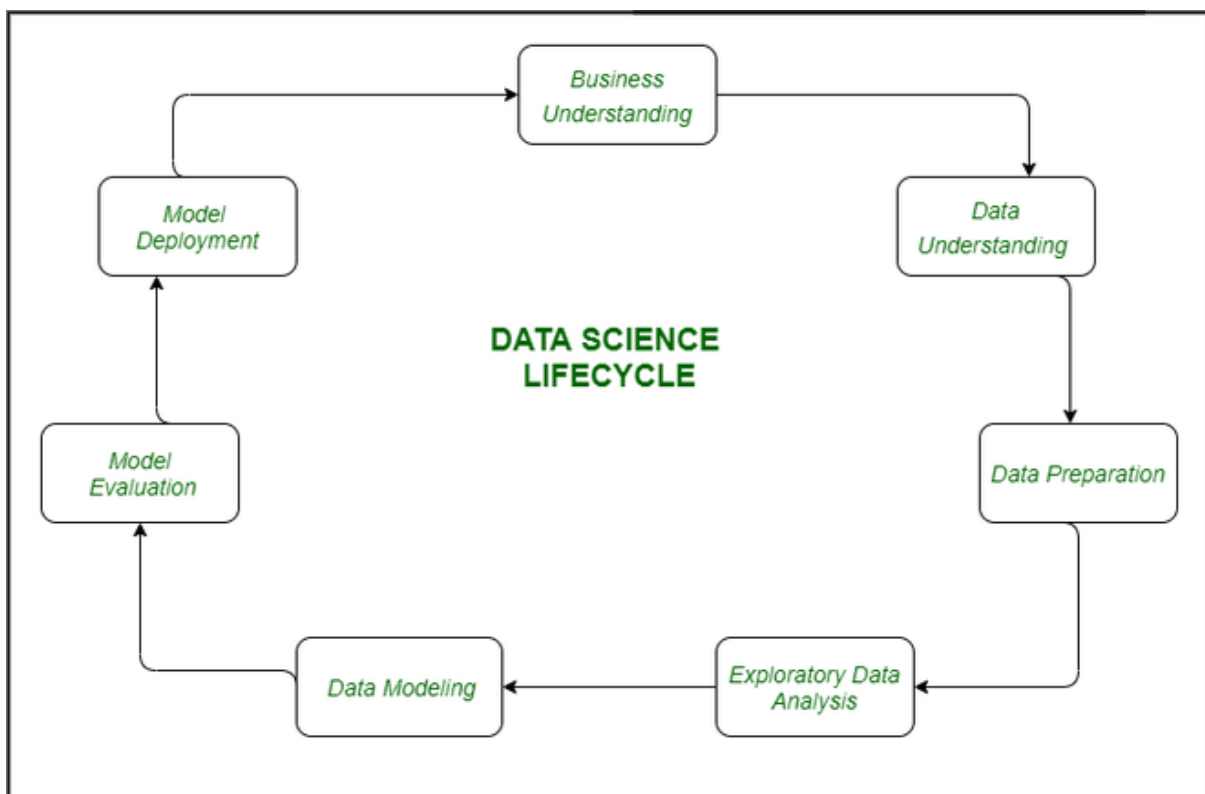 Business
Understanding
Data
Understanding
Data Preparation
Exploratory Data
Analysis
Data Modeling
Model
Evaluation
Model
Deployment
DATA SCIENCE
LIFECYCLE